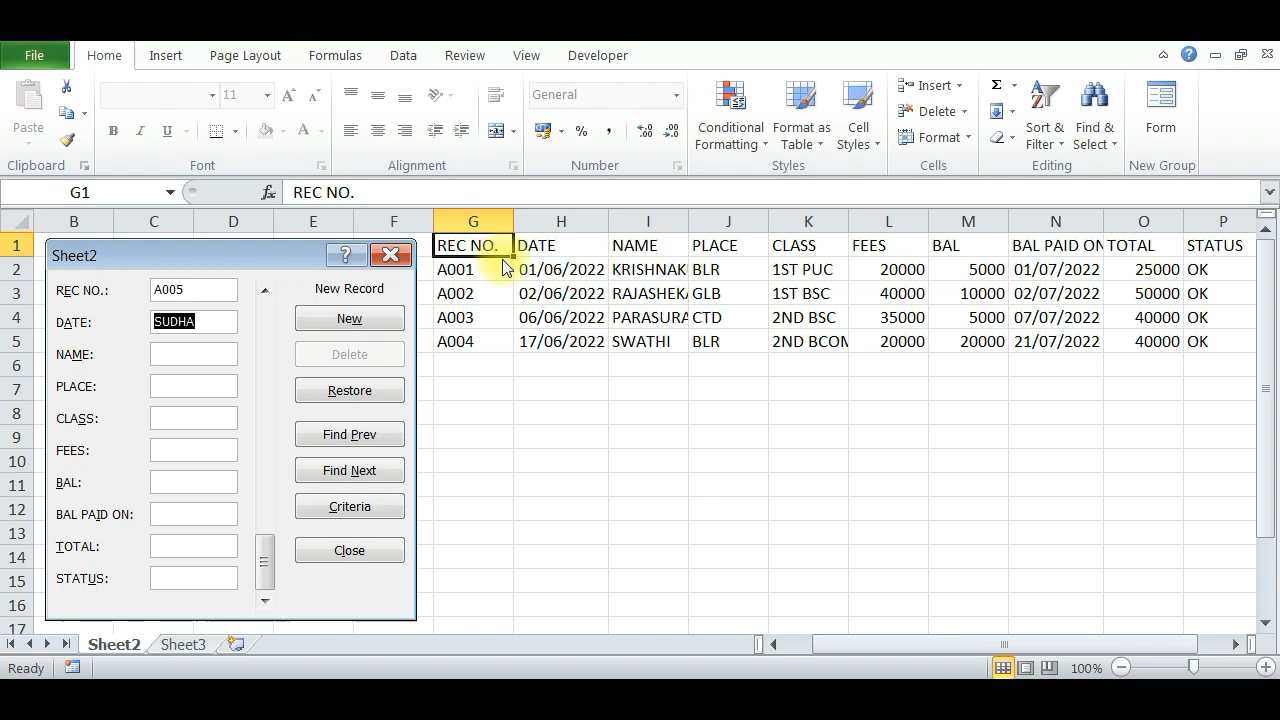 File Home Insert Page Layout Formulas Data Review View Developer
11 General Insert Σ
Paste Delete
B I U % , Conditional Formatting Format as Table Cell Styles Format Sort & Filter Find & Select Form
Clipboard Font Alignment Number Styles Cells Editing New Group
G1 fx REC NO.
B C D E F G H I J K L M N O P
1 REC NO. DATE NAME PLACE CLASS FEES BAL BAL PAID ON TOTAL STATUS
2 A001 01/06/2022 KRISHNAK BLR 1ST PUC 20000 5000 01/07/2022 25000 OK
3 A002 02/06/2022 RAJASHEKA GLB 1ST BSC 40000 10000 02/07/2022 50000 OK
4 A003 06/06/2022 PARASURA CTD 2ND BSC 35000 5000 07/07/2022 40000 OK
5 A004 17/06/2022 SWATHI BLR 2ND BCOM 20000 20000 21/07/2022 40000 OK
6
7
8
9
10
11
12
13
14
15
16
17
Sheet2 ?
REC NO.: A005 New Record
DATE: SUDHA New
NAME: Delete
PLACE: Restore
CLASS: Find Prev
FEES: Find Next
BAL: Criteria
BAL PAID ON:
TOTAL: Close
STATUS:
Sheet2 Sheet3
Ready 100%